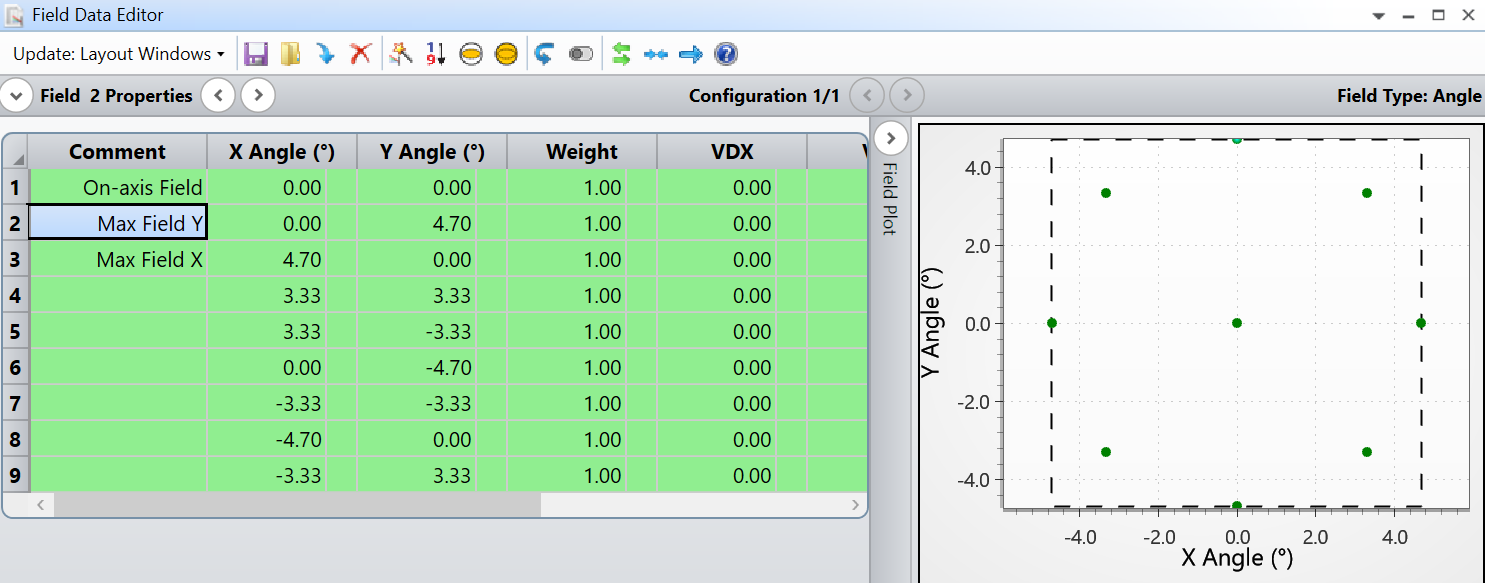 Field Data Editor
Update: Layout Windows
Field 2 Properties
Configuration 1/1
Field Type: Angle
Comment X Angle (°) Y Angle (°) Weight VDX
1 On-axis Field 0.00 0.00 1.00 0.00
2 Max Field Y 0.00 4.70 1.00 0.00
3 Max Field X 4.70 0.00 1.00 0.00
4 3.33 3.33 1.00 0.00
5 3.33 -3.33 1.00 0.00
6 0.00 -4.70 1.00 0.00
7 -3.33 -3.33 1.00 0.00
8 -4.70 0.00 1.00 0.00
9 -3.33 3.33 1.00 0.00
Field Plot
Y Angle (°)
4.0
2.0
0.0
-2.0
-4.0
-4.0 -2.0 0.0 2.0 4.0
X Angle (°)